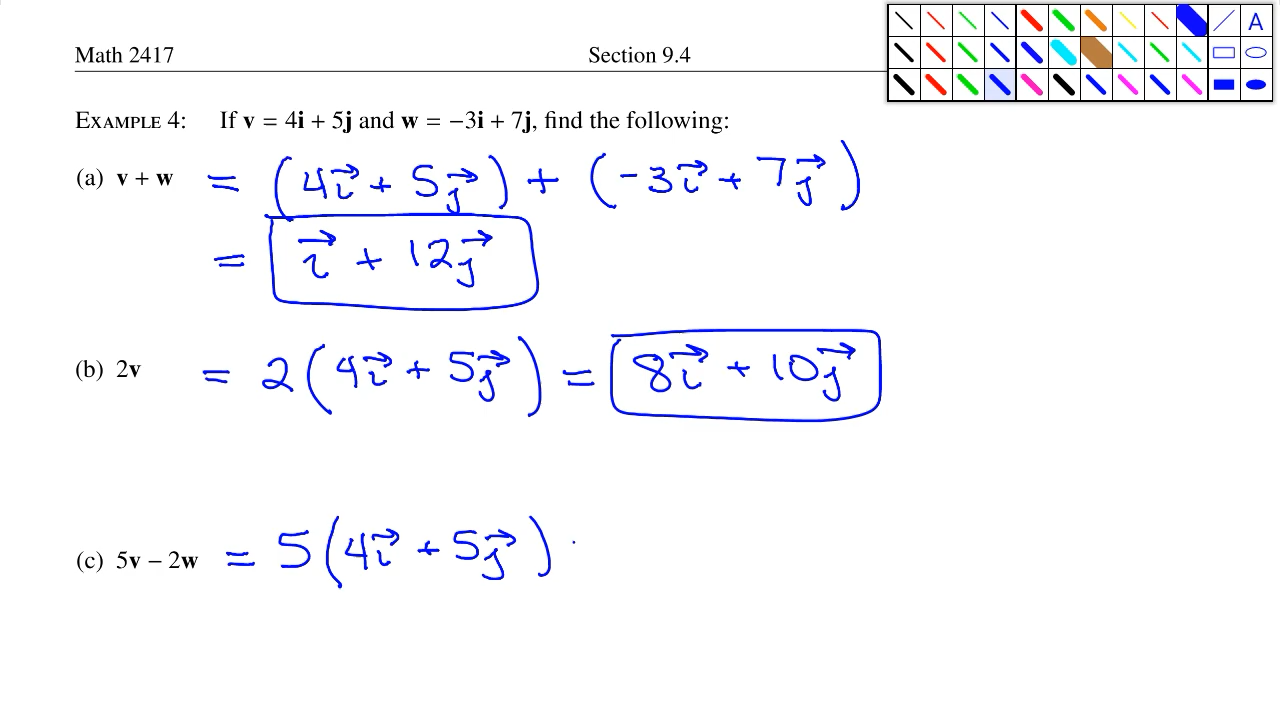 Math 2417 Section 9.4
A
EXAMPLE 4: If v = 4i + 5j and w = −3i + 7j, find the following:
(a) v + w = (4i⃗ + 5j⃗) + (-3i⃗ + 7j⃗)
= i⃗ + 12j⃗
(b) 2v = 2(4i⃗ + 5j⃗) = 8i⃗ + 10j⃗
(c) 5v − 2w = 5(4i⃗ + 5j⃗)